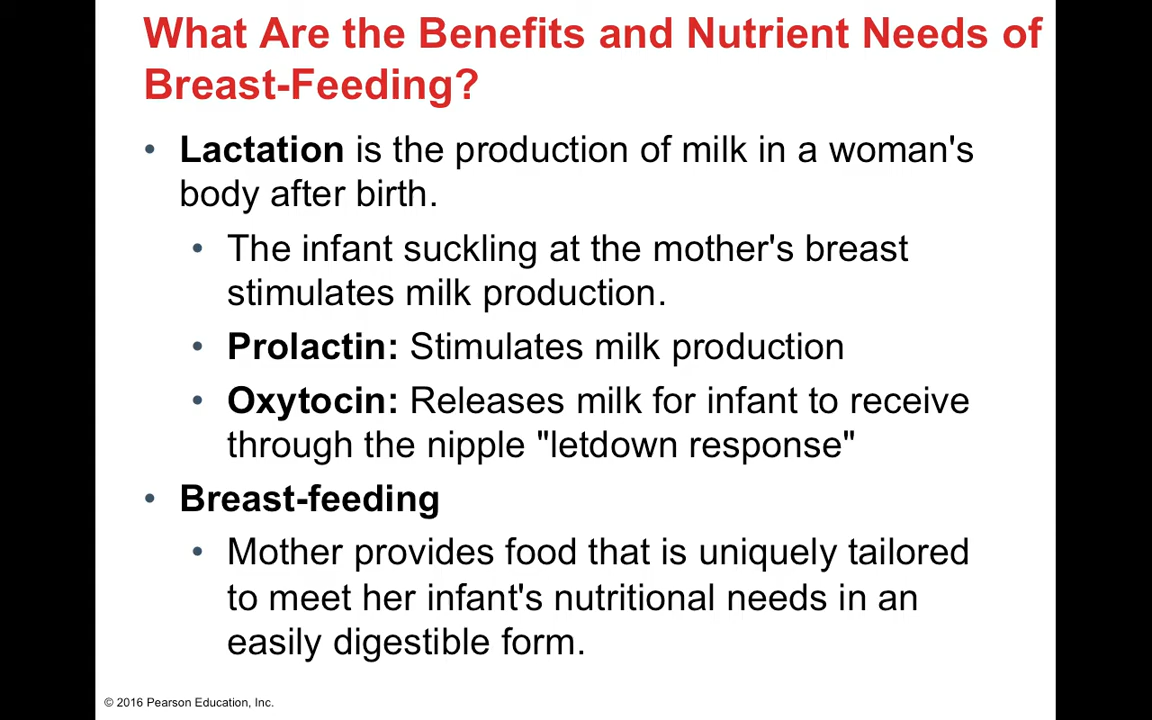 What Are the Benefits and Nutrient Needs of
Breast-Feeding?
• Lactation is the production of milk in a woman's
body after birth.
• The infant suckling at the mother's breast
stimulates milk production.
• Prolactin: Stimulates milk production
• Oxytocin: Releases milk for infant to receive
through the nipple "letdown response"
• Breast-feeding
• Mother provides food that is uniquely tailored
to meet her infant's nutritional needs in an
easily digestible form.
© 2016 Pearson Education, Inc.